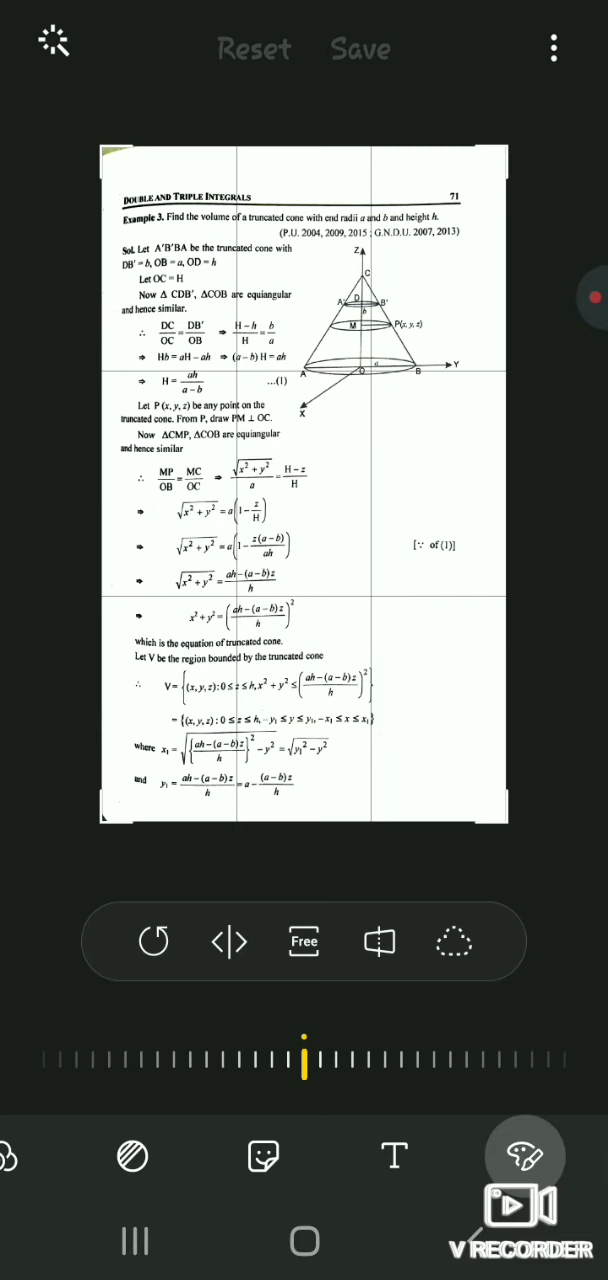 Reset Save
DOUBLE AND TRIPLE INTEGRALS 71
Example 3. Find the volume of a truncated cone with end radii a and b and height h.
(P.U. 2004, 2009, 2015 ; G.N.D.U. 2007, 2013)
Sol. Let A'B'BA be the truncated cone with
DB' = b, OB = a, OD = h
Let OC = H
Now Δ CDB', ΔCOB are equiangular
and hence similar.
∴ DC/OC = DB'/OB ⇒ (H – h)/H = b/a
⇒ Hb = aH – ah ⇒ (a – b) H = ah
⇒ H = ah/(a – b) ...(1)
Let P (x, y, z) be any point on the
truncated cone. From P, draw PM ⊥ OC.
Now ΔCMP, ΔCOB are equiangular
and hence similar
∴ MP/OB = MC/OC ⇒ √(x² + y²)/a = (H – z)/H
⇒ √(x² + y²) = a(1 – z/H)
⇒ √(x² + y²) = a(1 – z(a – b)/ah) [∵ of (1)]
⇒ √(x² + y²) = (ah – (a – b) z)/h
⇒ x² + y² = ((ah – (a – b) z)/h)²
which is the equation of truncated cone.
Let V be the region bounded by the truncated cone
∴ V = {(x, y, z) : 0 ≤ z ≤ h, x² + y² ≤ ((ah – (a – b) z)/h)²}
= {(x, y, z) : 0 ≤ z ≤ h, – y₁ ≤ y ≤ y₁, – x₁ ≤ x ≤ x₁}
where x₁ = √({(ah – (a – b) z)/h}² – y²) = √(y₁² – y²)
and y₁ = (ah – (a – b) z)/h = a – (a – b) z/h
Z
C
A' D B'
b
M P(x, y, z)
A O a B Y
X
Free
T
V RECORDER